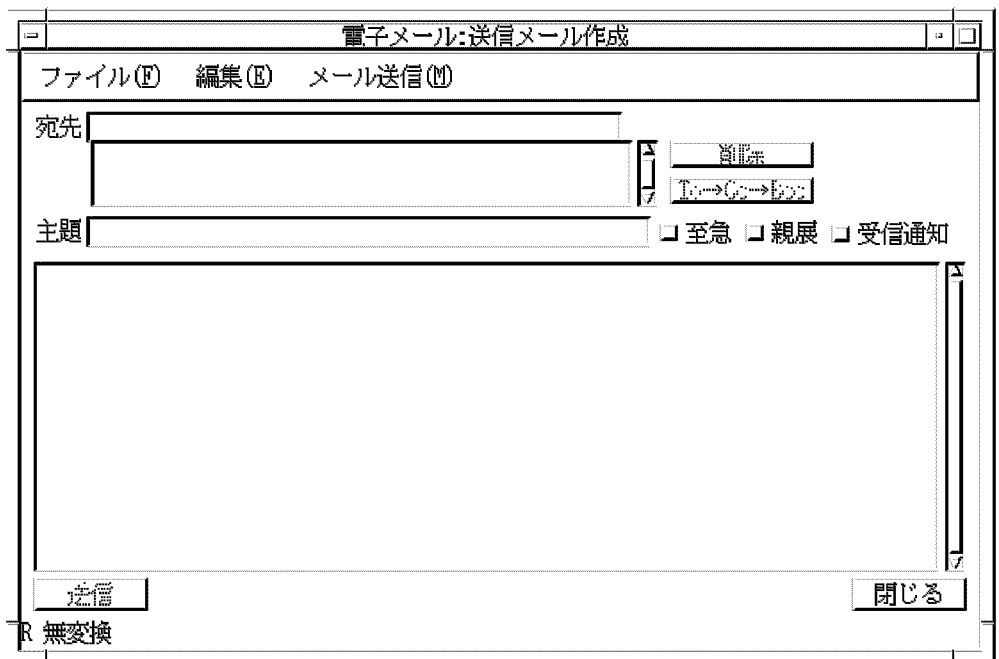 電子メール:送信メール作成
ファイル(F) 編集(E) メール送信(M)
宛先
削除
To→Cc→Bcc
主題 至急 親展 受信通知
送信 閉じる
R 無変換